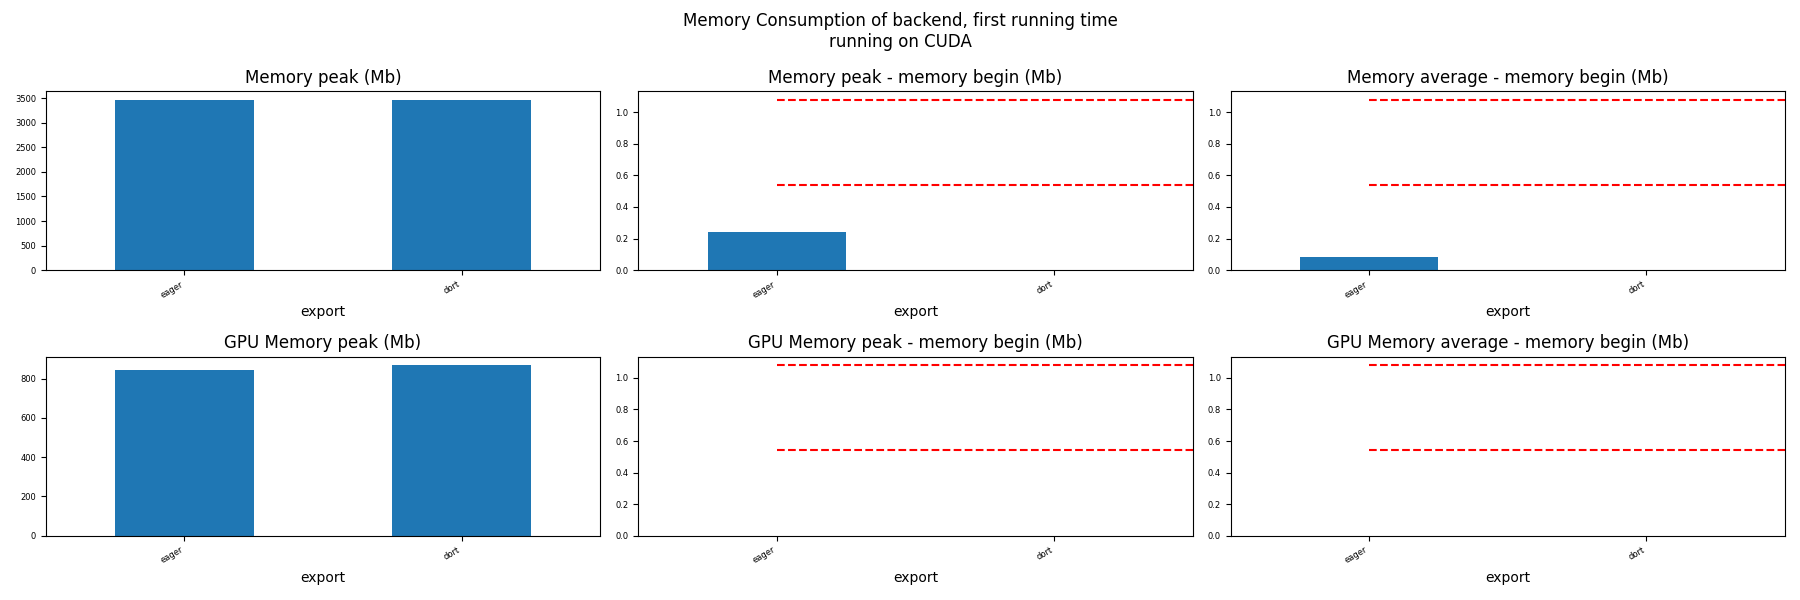 Memory Consumption of backend, first running time
running on CUDA
Memory peak (Mb)
3500
3000
2500
2000
1500
1000
500
0
eager
dort
export
Memory peak - memory begin (Mb)
1.0
0.8
0.6
0.4
0.2
0.0
eager
dort
export
Memory average - memory begin (Mb)
1.0
0.8
0.6
0.4
0.2
0.0
eager
dort
export
GPU Memory peak (Mb)
800
600
400
200
0
eager
dort
export
GPU Memory peak - memory begin (Mb)
1.0
0.8
0.6
0.4
0.2
0.0
eager
dort
export
GPU Memory average - memory begin (Mb)
1.0
0.8
0.6
0.4
0.2
0.0
eager
dort
export